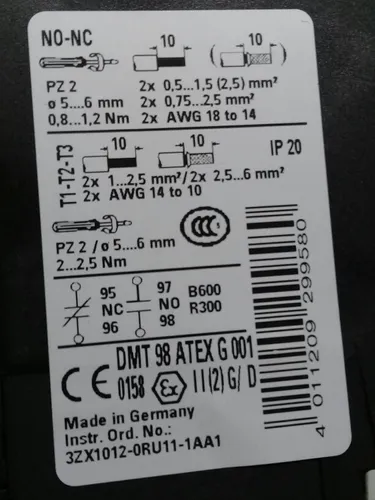 NO-NC
10
( 10 )
PZ 2 2x 0,5...1,5 (2,5) mm²
ø 5...6 mm 2x 0,75...2,5 mm²
0,8...1,2 Nm 2x AWG 18 to 14
T1-T2-T3
10
10
IP 20
2x 1...2,5 mm²/2x 2,5...6 mm²
2x AWG 14 to 10
PZ 2 / ø 5...6 mm
2...2,5 Nm
CCC
95 97 B600
NC NO R300
96 98
DMT 98 ATEX G 001
CE 0158 εx II(2) G/ D
Made in Germany
Instr. Ord. No.:
3ZX1012-0RU11-1AA1
4 011209 299580